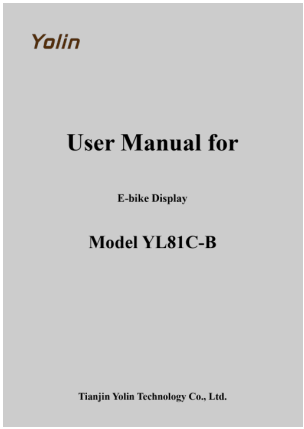 Yolin
User Manual for
E-bike Display
Model YL81C-B
Tianjin Yolin Technology Co., Ltd.